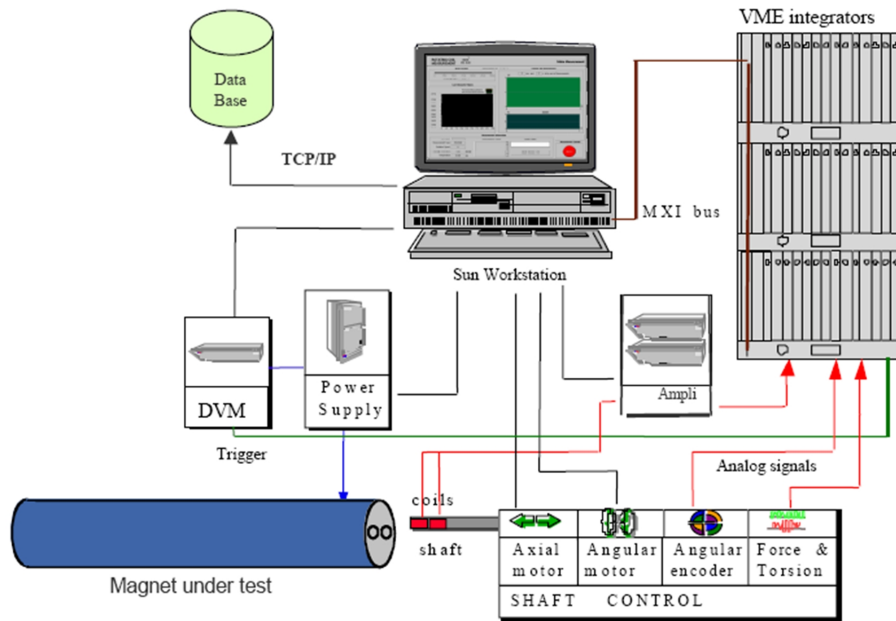 VME integrators
Data
Base
TCP/IP
MXI bus
Sun Workstation
DVM
Power
Supply
Ampli
Trigger
Analog signals
coils
shaft
Axial
motor
Angular
motor
Angular
encoder
Force &
Torsion
SHAFT CONTROL
Magnet under test